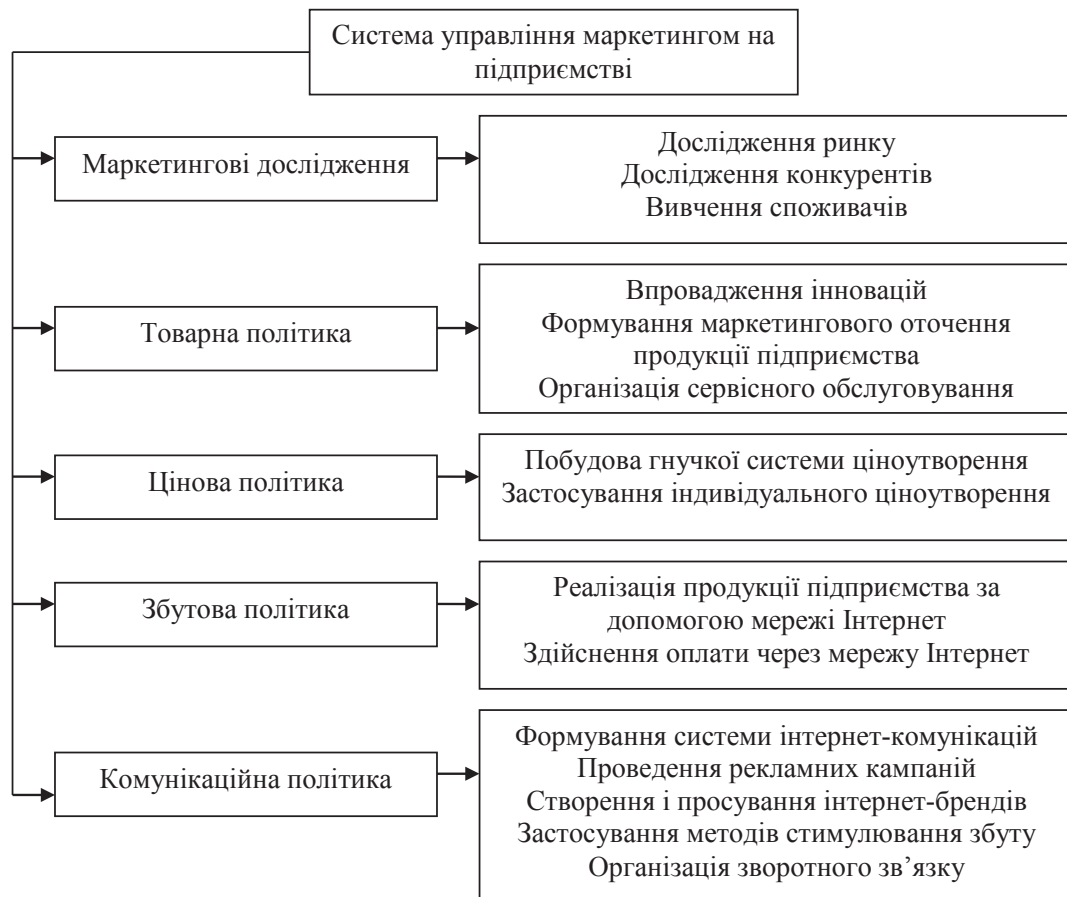 Система управління маркетингом на
підприємстві
Маркетингові дослідження
Дослідження ринку
Дослідження конкурентів
Вивчення споживачів
Товарна політика
Впровадження інновацій
Формування маркетингового оточення
продукції підприємства
Організація сервісного обслуговування
Цінова політика
Побудова гнучкої системи ціноутворення
Застосування індивідуального ціноутворення
Збутова політика
Реалізація продукції підприємства за
допомогою мережі Інтернет
Здійснення оплати через мережу Інтернет
Комунікаційна політика
Формування системи інтернет-комунікацій
Проведення рекламних кампаній
Створення і просування інтернет-брендів
Застосування методів стимулювання збуту
Організація зворотного зв’язку